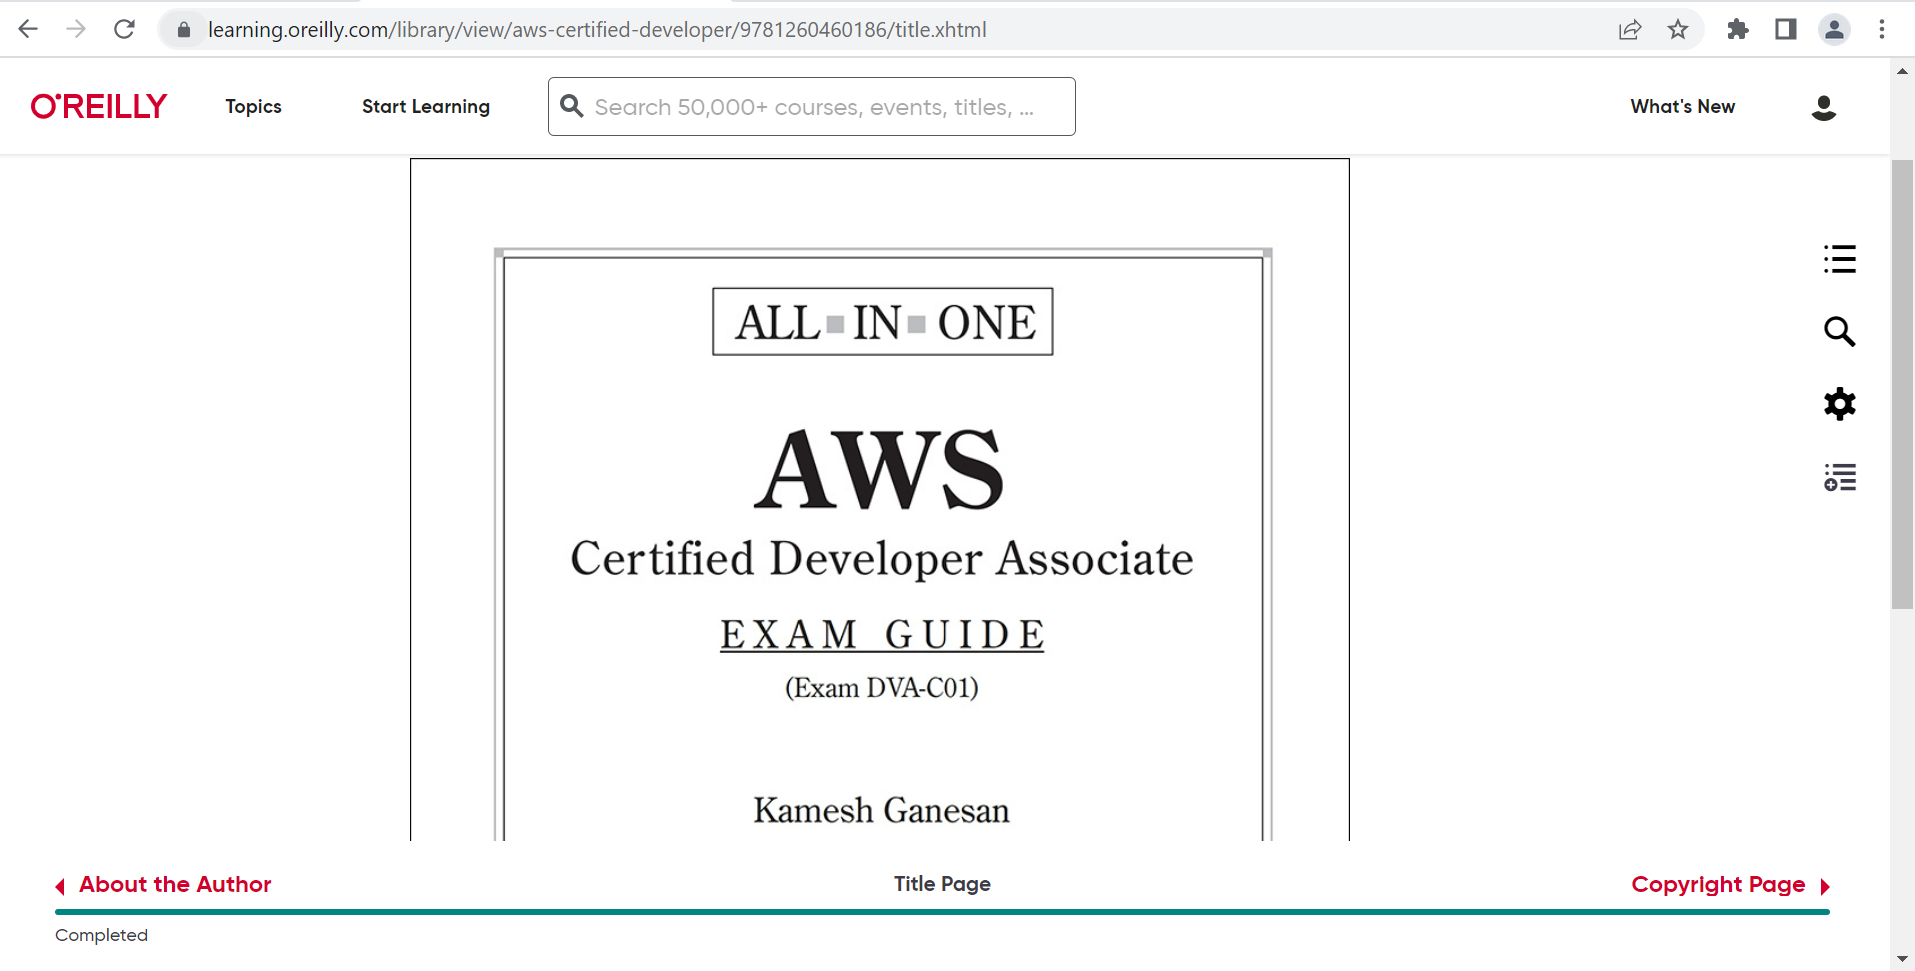 learning.oreilly.com/library/view/aws-certified-developer/9781260460186/title.xhtml
O'REILLY
Topics
Start Learning
Search 50,000+ courses, events, titles, ...
What's New
ALL ■ IN ■ ONE
AWS
Certified Developer Associate
EXAM GUIDE
(Exam DVA-C01)
Kamesh Ganesan
About the Author
Title Page
Copyright Page
Completed